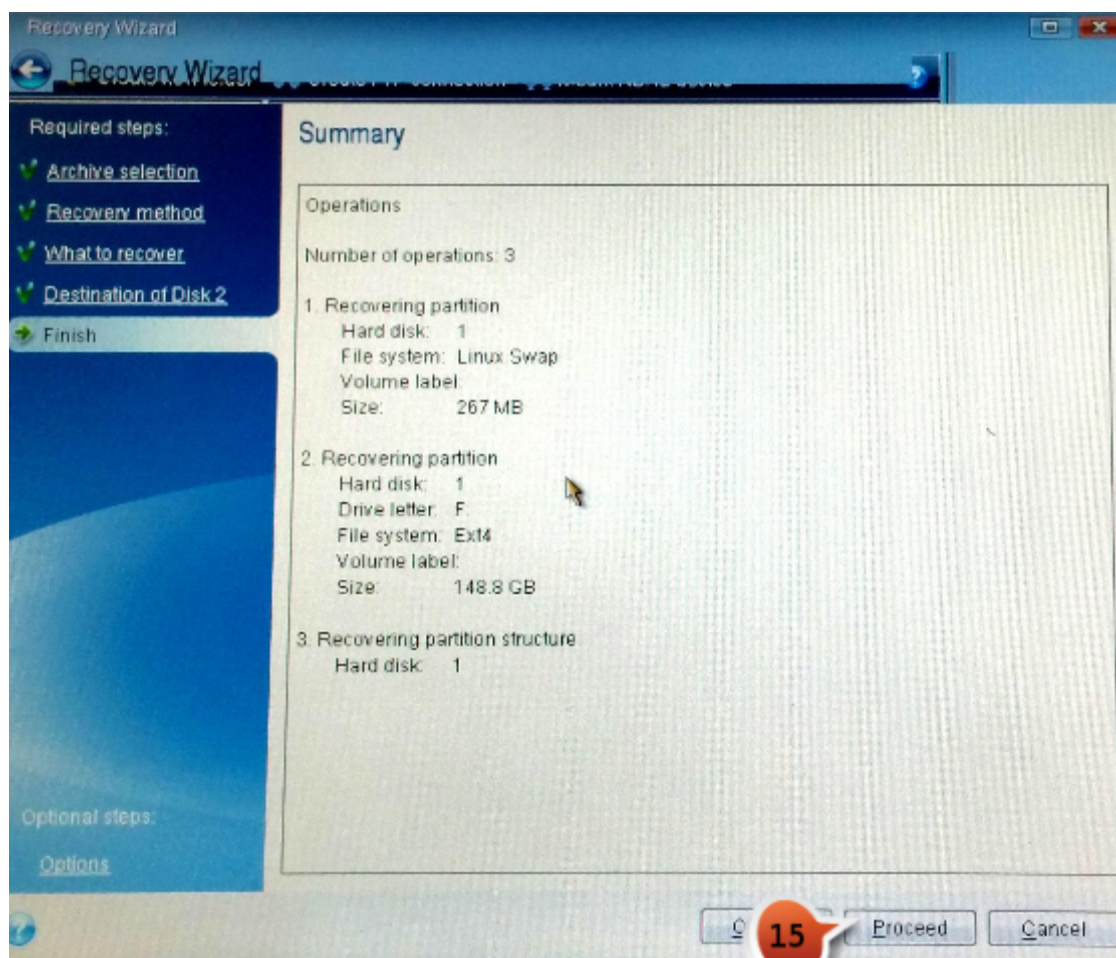 Recovery Wizard
Recovery Wizard
Required steps:
Archive selection
Recovery method
What to recover
Destination of Disk 2
Finish
Optional steps:
Options
Summary
Operations
Number of operations: 3
1. Recovering partition
Hard disk: 1
File system: Linux Swap
Volume label:
Size: 267 MB
2. Recovering partition
Hard disk: 1
Drive letter: F:
File system: Ext4
Volume label:
Size: 148.8 GB
3. Recovering partition structure
Hard disk: 1
15
Proceed
Cancel